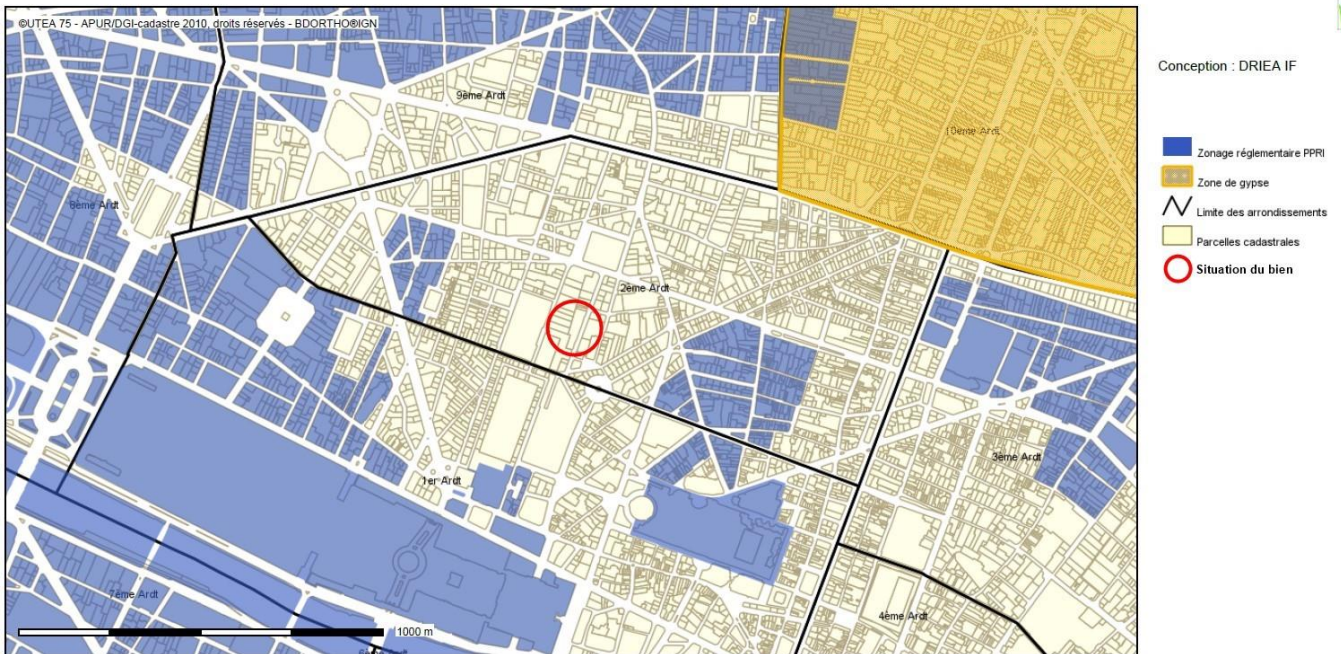 ©UTEA 75 - APUR/DGI-cadastre 2010, droits réservés - BDORTHO®IGN
9ème Ardt
10ème Ardt
8ème Ardt
2ème Ardt
3ème Ardt
1er Ardt
7ème Ardt
4ème Ardt
1000 m
6ème Ardt
Conception : DRIEA IF
Zonage réglementaire PPRI
Zone de gypse
Limite des arrondissements
Parcelles cadastrales
Situation du bien